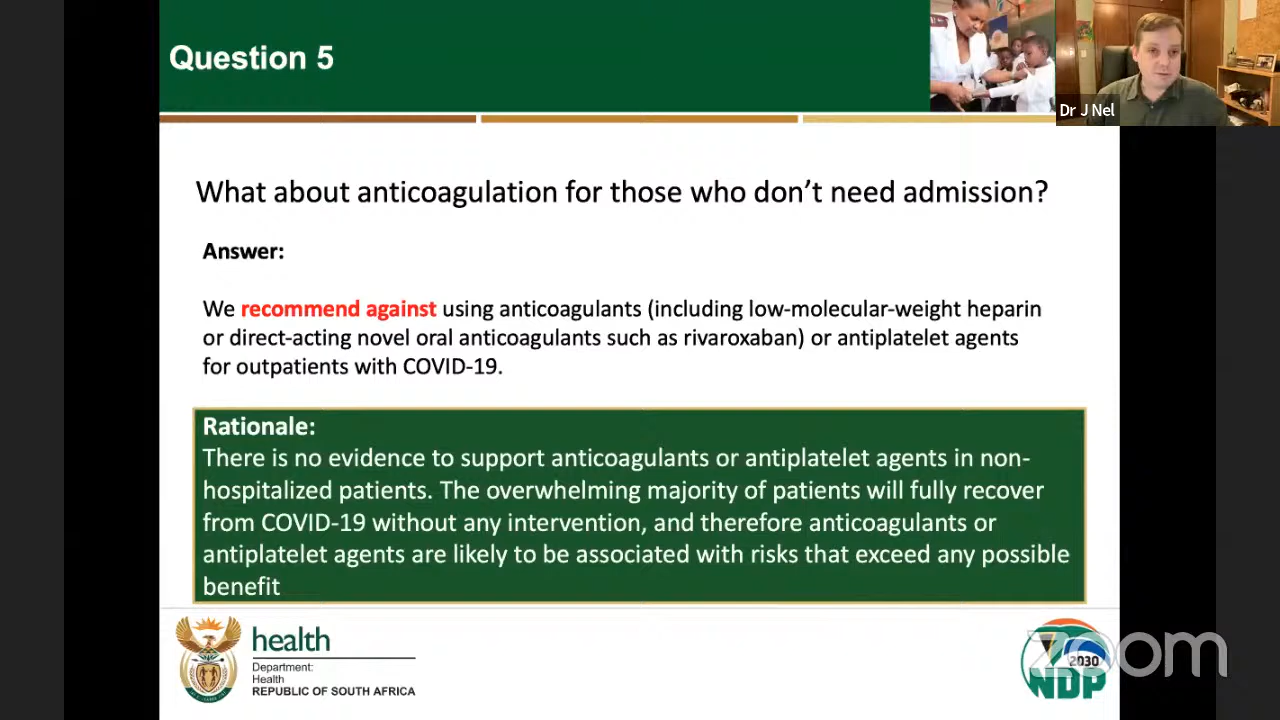 Question 5
Dr J Nel
What about anticoagulation for those who don’t need admission?
Answer:
We recommend against using anticoagulants (including low-molecular-weight heparin
or direct-acting novel oral anticoagulants such as rivaroxaban) or antiplatelet agents
for outpatients with COVID-19.
Rationale:
There is no evidence to support anticoagulants or antiplatelet agents in non-
hospitalized patients. The overwhelming majority of patients will fully recover
from COVID-19 without any intervention, and therefore anticoagulants or
antiplatelet agents are likely to be associated with risks that exceed any possible
benefit
health
Department:
Health
REPUBLIC OF SOUTH AFRICA
2030
NDP
zoom